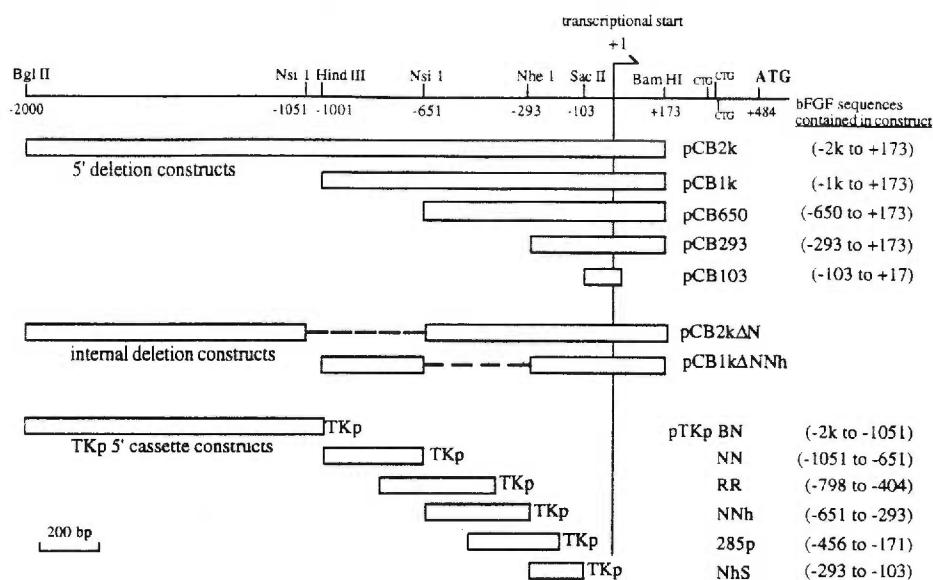 transcriptional start
+1
Bgl II Nsi 1 Hind III Nsi 1 Nhe 1 Sac II Bam HI CTG CTG ATG
-2000 -1051 -1001 -651 -293 -103 +173 CTG +484
bFGF sequences
contained in construct
pCB2k (-2k to +173)
5' deletion constructs
pCB1k (-1k to +173)
pCB650 (-650 to +173)
pCB293 (-293 to +173)
pCB103 (-103 to +17)
pCB2kΔN
internal deletion constructs
pCB1kΔNNh
TKp pTKp BN (-2k to -1051)
TKp 5' cassette constructs
TKp NN (-1051 to -651)
TKp RR (-798 to -404)
TKp NNh (-651 to -293)
200 bp TKp 285p (-456 to -171)
TKp NhS (-293 to -103)